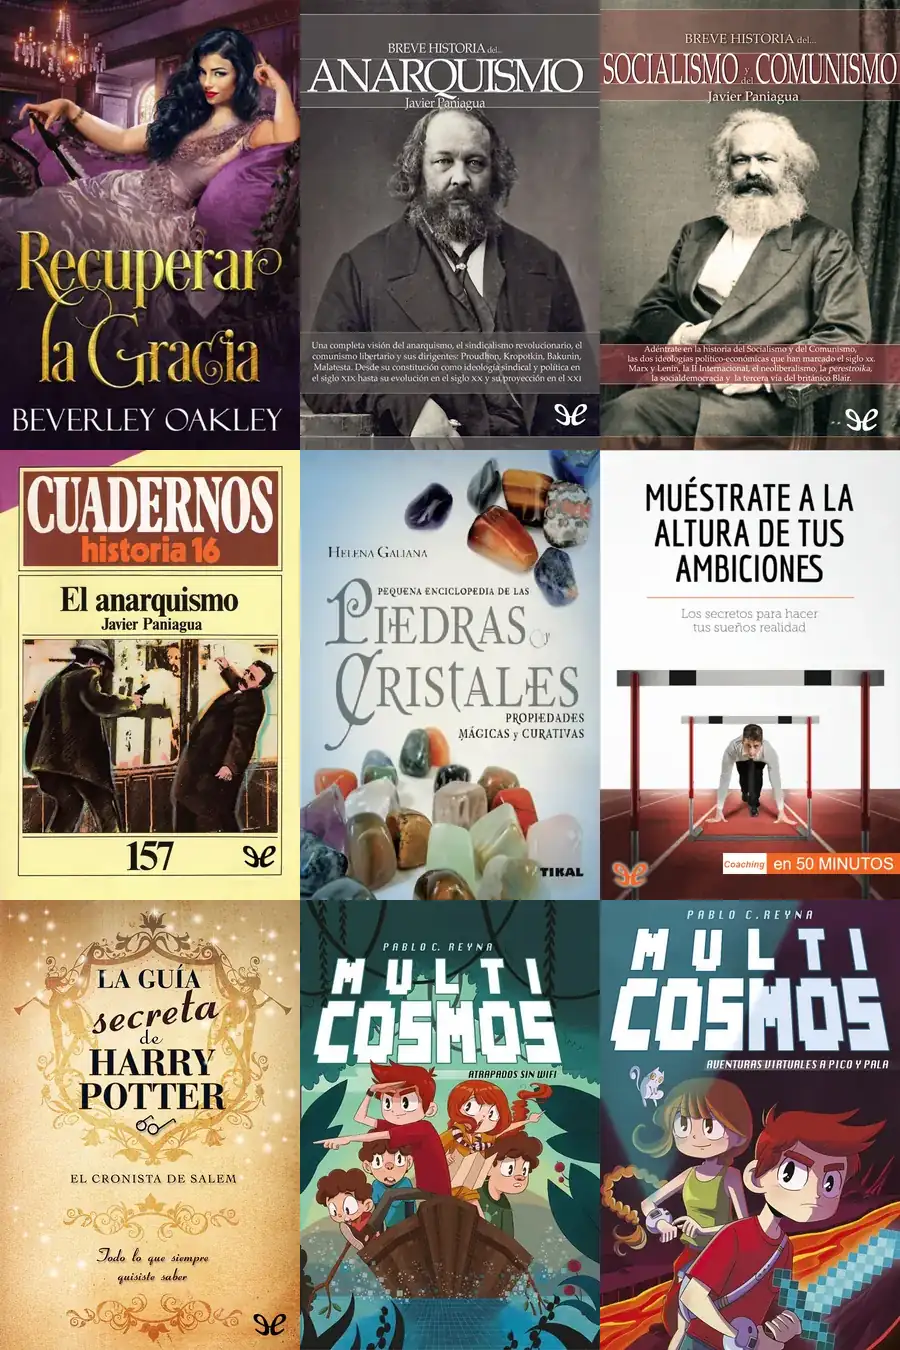 Recuperar
la Gracia
BEVERLEY OAKLEY
BREVE HISTORIA del...
ANARQUISMO
Javier Paniagua
Una completa visión del anarquismo, el sindicalismo revolucionario, el
comunismo libertario y sus dirigentes: Proudhon, Kropotkin, Bakunin,
Malatesta. Desde su constitución como ideología sindical y política en
el siglo XIX hasta su evolución en el siglo XX y su proyección en el XXI
BREVE HISTORIA del...
SOCIALISMO y del COMUNISMO
Javier Paniagua
Adéntrate en la historia del Socialismo y del Comunismo,
las dos ideologías político-económicas que han marcado el siglo XX.
Marx y Lenin, la II Internacional, el neoliberalismo, la perestroika,
la socialdemocracia y la tercera vía del británico Blair.
CUADERNOS
historia 16
El anarquismo
Javier Paniagua
157
HELENA GALIANA
PEQUEÑA ENCICLOPEDIA DE LAS
PIEDRAS y
CRISTALES
PROPIEDADES
MÁGICAS y CURATIVAS
TIKAL
MUÉSTRATE A LA
ALTURA DE TUS
AMBICIONES
Los secretos para hacer
tus sueños realidad
Coaching en 50 MINUTOS
LA GUÍA
secreta
de
HARRY
POTTER
EL CRONISTA DE SALEM
Todo lo que siempre
quisiste saber
PABLO C. REYNA
MULTI
COSMOS
ATRAPADOS SIN WIFI
PABLO C. REYNA
MULTI
COSMOS
AVENTURAS VIRTUALES A PICO Y PALA